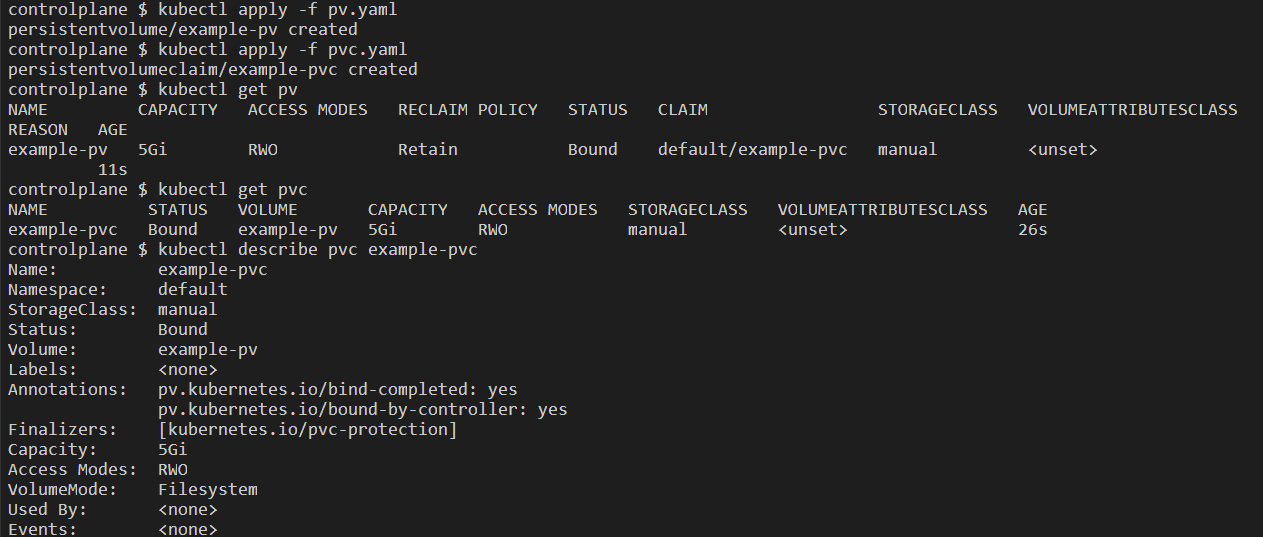 controlplane $ kubectl apply -f pv.yaml
persistentvolume/example-pv created
controlplane $ kubectl apply -f pvc.yaml
persistentvolumeclaim/example-pvc created
controlplane $ kubectl get pv
NAME         CAPACITY   ACCESS MODES   RECLAIM POLICY   STATUS   CLAIM                 STORAGECLASS   VOLUMEATTRIBUTESCLASS
REASON   AGE
example-pv   5Gi        RWO            Retain           Bound    default/example-pvc   manual         <unset>
         11s
controlplane $ kubectl get pvc
NAME          STATUS   VOLUME       CAPACITY   ACCESS MODES   STORAGECLASS   VOLUMEATTRIBUTESCLASS   AGE
example-pvc   Bound    example-pv   5Gi        RWO            manual         <unset>                 26s
controlplane $ kubectl describe pvc example-pvc
Name:          example-pvc
Namespace:     default
StorageClass:  manual
Status:        Bound
Volume:        example-pv
Labels:        <none>
Annotations:   pv.kubernetes.io/bind-completed: yes
               pv.kubernetes.io/bound-by-controller: yes
Finalizers:    [kubernetes.io/pvc-protection]
Capacity:      5Gi
Access Modes:  RWO
VolumeMode:    Filesystem
Used By:       <none>
Events:        <none>